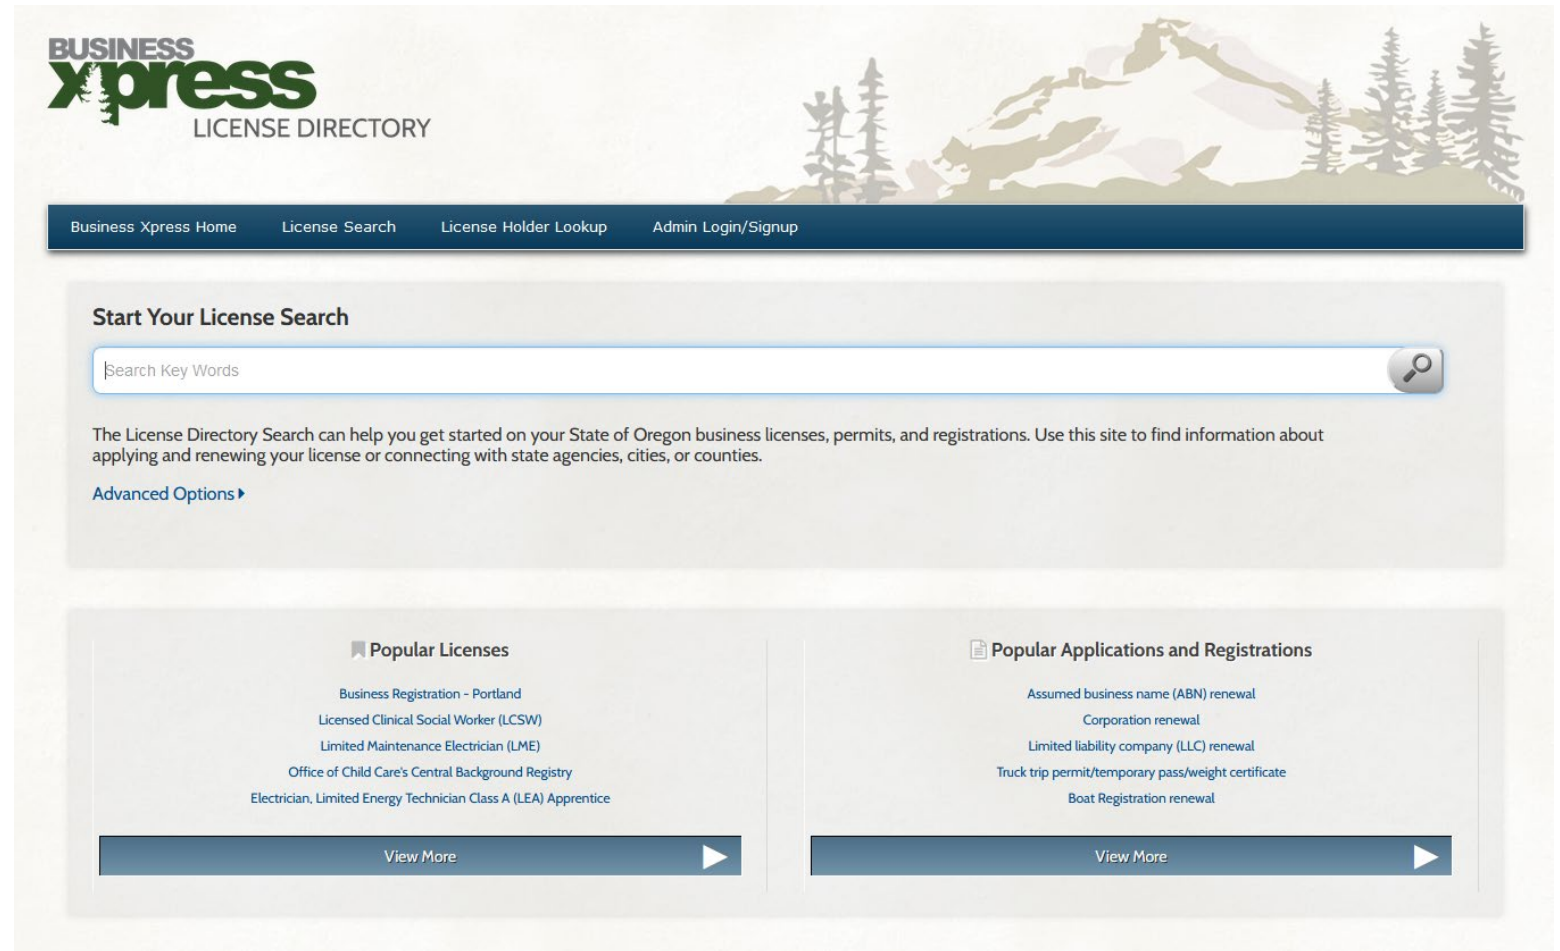 BUSINESS
xpress
LICENSE DIRECTORY
Business Xpress Home License Search License Holder Lookup Admin Login/Signup
Start Your License Search
Search Key Words
The License Directory Search can help you get started on your State of Oregon business licenses, permits, and registrations. Use this site to find information about
applying and renewing your license or connecting with state agencies, cities, or counties.
Advanced Options
Popular Licenses
Business Registration - Portland
Licensed Clinical Social Worker (LCSW)
Limited Maintenance Electrician (LME)
Office of Child Care's Central Background Registry
Electrician, Limited Energy Technician Class A (LEA) Apprentice
View More
Popular Applications and Registrations
Assumed business name (ABN) renewal
Corporation renewal
Limited liability company (LLC) renewal
Truck trip permit/temporary pass/weight certificate
Boat Registration renewal
View More